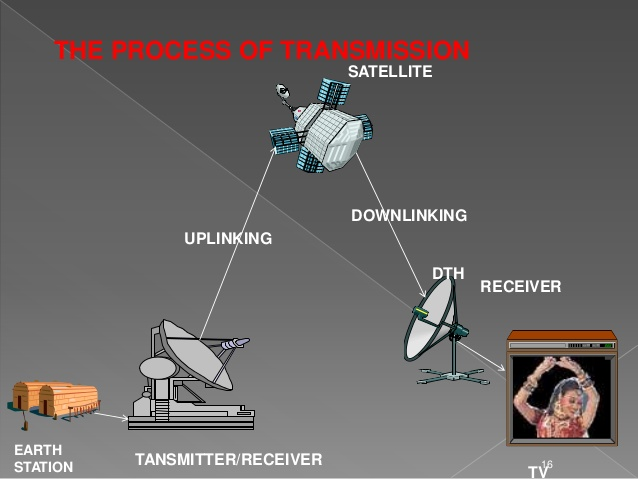 THE PROCESS OF TRANSMISSION
SATELLITE
DOWNLINKING
UPLINKING
DTH
RECEIVER
EARTH
STATION
TANSMITTER/RECEIVER
16
TV